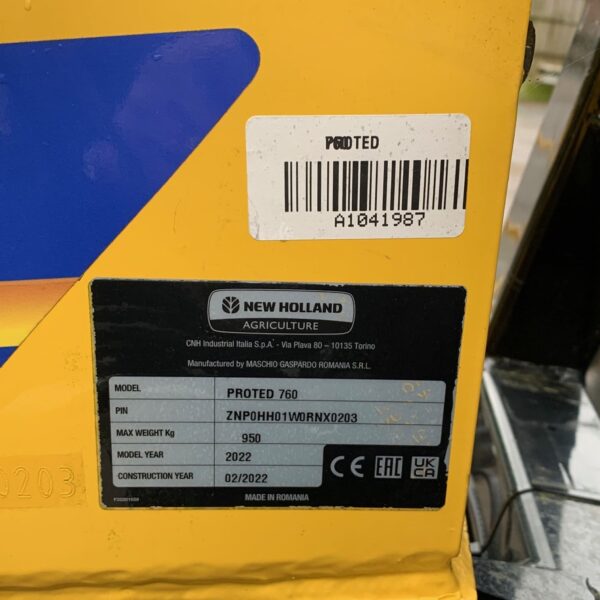 PROTED
A1041987
NEW HOLLAND
AGRICULTURE
CNH Industrial Italia S.p.A. - Via Plava 80 – 10135 Torino
Manufactured by MASCHIO GASPARDO ROMANIA S.R.L.
MODEL PROTED 760
PIN ZNP0HH01W0RNX0203
MAX WEIGHT Kg 950
MODEL YEAR 2022
CONSTRUCTION YEAR 02/2022
CE EAC UK CA
MADE IN ROMANIA
0203